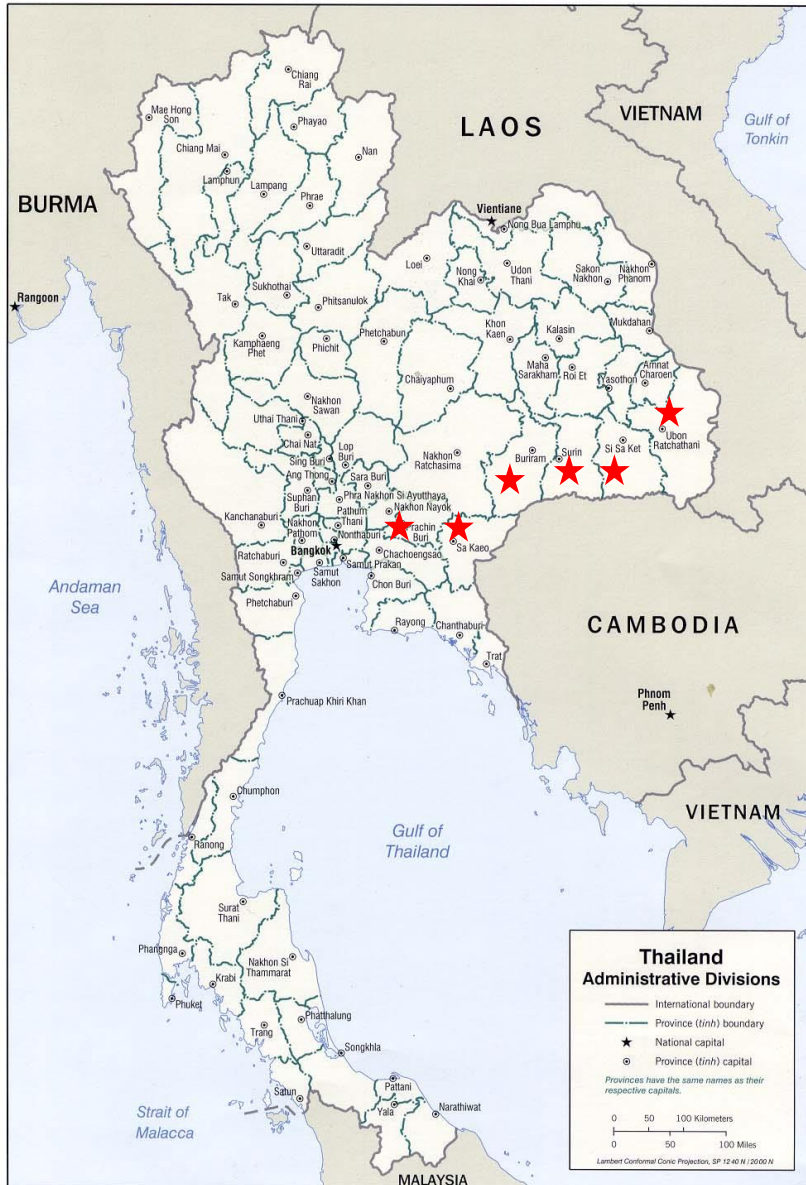 Chiang
Rai
Mae Hong
Son
Phayao
LAOS
VIETNAM
Gulf of
Tonkin
Chiang Mai
Nan
Lamphun
Lampang
Phrae
BURMA
Vientiane
Nong Bua Lamphu
Uttaradit
Loei
Nong
Khai
Udon
Thani
Sakon
Nakhon
Nakhon
Phanom
Rangoon
Tak
Sukhothai
Phitsanulok
Mukdahan
Kamphaeng
Phet
Phichit
Phetchabun
Khon
Kaen
Kalasin
Maha
Sarakham
Roi Et
Yasothon
Amnat
Charoen
Chaiyaphum
Nakhon
Sawan
Uthai Thani
Chai Nat
Ubon
Ratchathani
Lop
Buri
Nakhon
Ratchasima
Buriram
Surin
Si Sa Ket
Sing Buri
Ang Thong
Sara Buri
Suphan
Buri
Phra Nakhon Si Ayutthaya
Nakhon Nayok
Kanchanaburi
Pathum
Thani
Nakhon
Pathom
Nonthaburi
Prachin
Buri
Sa Kaeo
Bangkok
Chachoengsao
Ratchaburi
Samut Prakan
Samut Songkhram
Samut
Sakhon
Chon Buri
Phetchaburi
Andaman
Sea
Rayong
Chanthaburi
Trat
CAMBODIA
Phnom
Penh
Prachuap Khiri Khan
Chumphon
VIETNAM
Ranong
Gulf of
Thailand
Surat
Thani
Phangnga
Krabi
Nakhon Si
Thammarat
Phuket
Trang
Phatthalung
Songkhla
Satun
Pattani
Yala
Narathiwat
Strait of
Malacca
MALAYSIA
Thailand
Administrative Divisions
International boundary
Province (tinh) boundary
National capital
Province (tinh) capital
Provinces have the same names as their
respective capitals.
0 50 100 Kilometers
0 50 100 Miles
Lambert Conformal Conic Projection, SP 12 40 N / 20 00 N